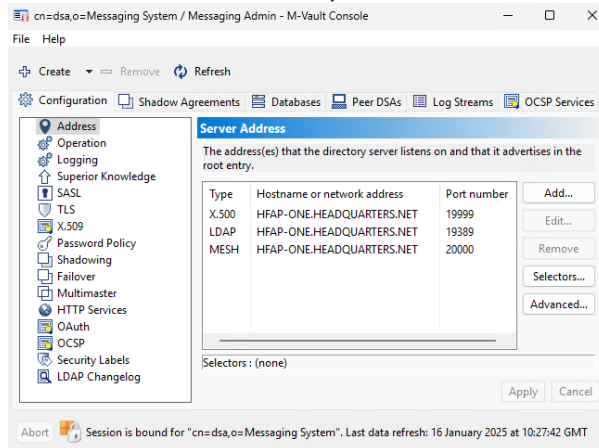 cn=dsa,o=Messaging System / Messaging Admin - M-Vault Console
File Help
Create Remove Refresh
Configuration Shadow Agreements Databases Peer DSAs Log Streams OCSP Services
Address
Operation
Logging
Superior Knowledge
SASL
TLS
X.509
Password Policy
Shadowing
Failover
Multimaster
HTTP Services
OAuth
OCSP
Security Labels
LDAP Changelog
Server Address
The address(es) that the directory server listens on and that it advertises in the
root entry.
Type Hostname or network address Port number
X.500 HFAP-ONE.HEADQUARTERS.NET 19999
LDAP HFAP-ONE.HEADQUARTERS.NET 19389
MESH HFAP-ONE.HEADQUARTERS.NET 20000
Add...
Edit...
Remove
Selectors...
Advanced...
Selectors : (none)
Apply Cancel
Abort Session is bound for "cn=dsa,o=Messaging System". Last data refresh: 16 January 2025 at 10:27:42 GMT